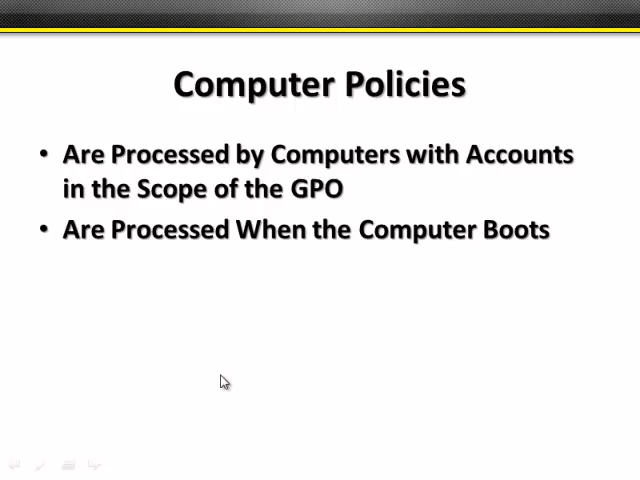 Computer Policies
• Are Processed by Computers with Accounts
in the Scope of the GPO
• Are Processed When the Computer Boots